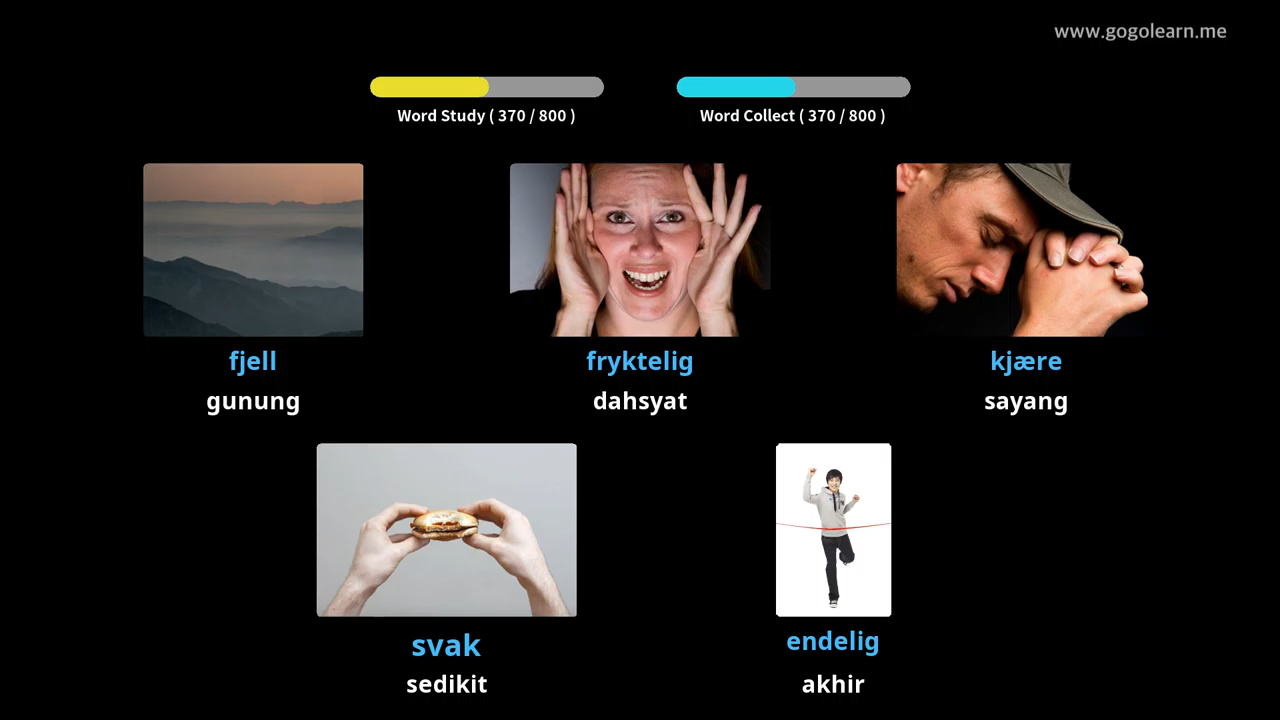 www.gogolearn.me
Word Study ( 370 / 800 )
Word Collect ( 370 / 800 )
fjell
fryktelig
kjære
gunung
dahsyat
sayang
svak
endelig
sedikit
akhir